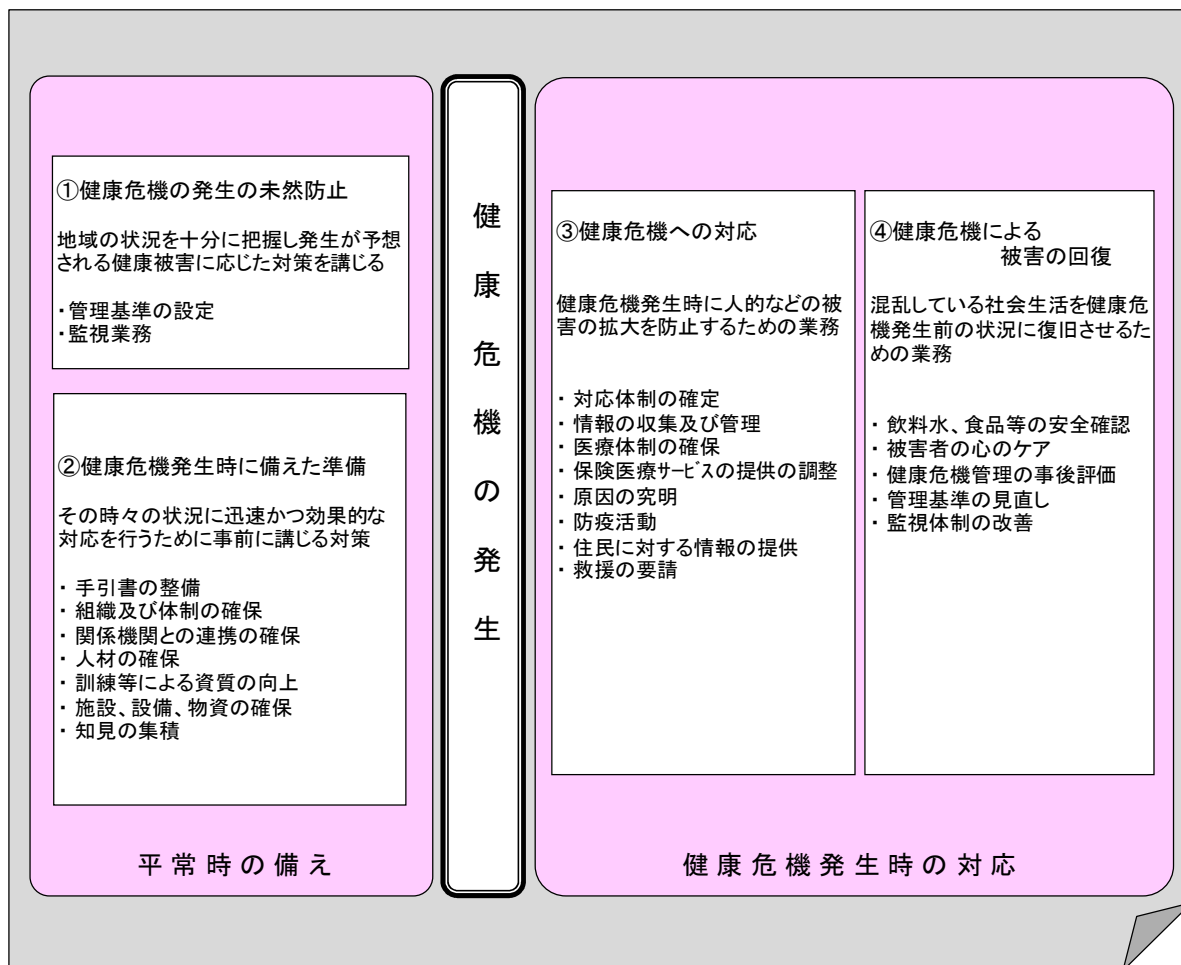 ①健康危機の発生の未然防止
地域の状況を十分に把握し発生が予想
される健康被害に応じた対策を講じる
・管理基準の設定
・監視業務
②健康危機発生時に備えた準備
その時々の状況に迅速かつ効果的な
対応を行うために事前に講じる対策
・ 手引書の整備
・ 組織及び体制の確保
・ 関係機関との連携の確保
・ 人材の確保
・ 訓練等による資質の向上
・ 施設、設備、物資の確保
・ 知見の集積
平常時の備え
健康危機の発生
③健康危機への対応
健康危機発生時に人的などの被
害の拡大を防止するための業務
・ 対応体制の確定
・ 情報の収集及び管理
・ 医療体制の確保
・ 保険医療ｻｰﾋﾞｽの提供の調整
・ 原因の究明
・ 防疫活動
・ 住民に対する情報の提供
・ 救援の要請
④健康危機による
被害の回復
混乱している社会生活を健康危
機発生前の状況に復旧させるた
めの業務
・ 飲料水、食品等の安全確認
・ 被害者の心のケア
・ 健康危機管理の事後評価
・ 管理基準の見直し
・ 監視体制の改善
健康危機発生時の対応